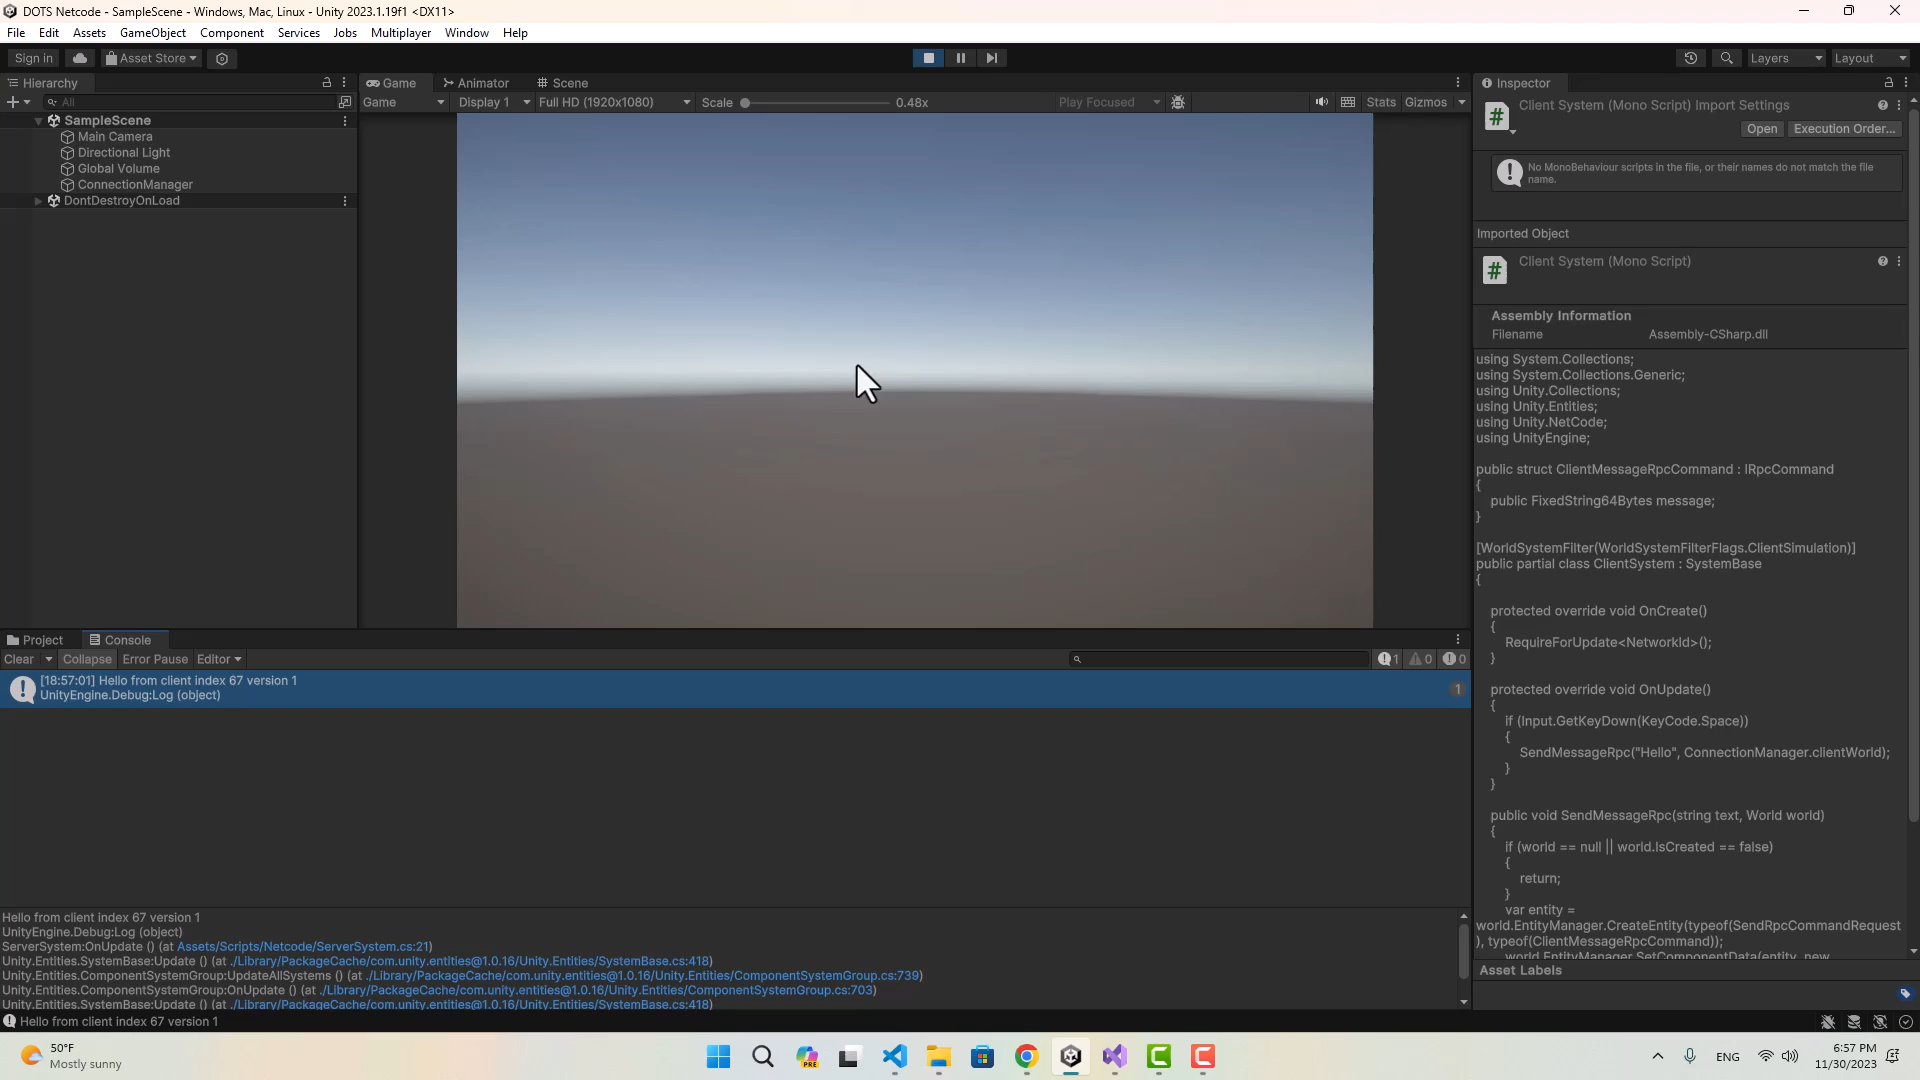 DOTS Netcode - SampleScene - Windows, Mac, Linux - Unity 2023.1.19f1 <DX11>
File Edit Assets GameObject Component Services Jobs Multiplayer Window Help
Sign in Asset Store Layers Layout
Hierarchy
All
SampleScene
Main Camera
Directional Light
Global Volume
ConnectionManager
DontDestroyOnLoad
Game Animator Scene
Game Display 1 Full HD (1920x1080) Scale 0.48x Play Focused Stats Gizmos
Inspector
Client System (Mono Script) Import Settings
Open Execution Order...
No MonoBehaviour scripts in the file, or their names do not match the file
name.
Imported Object
Client System (Mono Script)
Assembly Information
Filename Assembly-CSharp.dll
using System.Collections;
using System.Collections.Generic;
using Unity.Collections;
using Unity.Entities;
using Unity.NetCode;
using UnityEngine;
public struct ClientMessageRpcCommand : IRpcCommand
{
public FixedString64Bytes message;
}
[WorldSystemFilter(WorldSystemFilterFlags.ClientSimulation)]
public partial class ClientSystem : SystemBase
{
protected override void OnCreate()
{
RequireForUpdate<NetworkId>();
}
protected override void OnUpdate()
{
if (Input.GetKeyDown(KeyCode.Space))
{
SendMessageRpc("Hello", ConnectionManager.clientWorld);
}
}
public void SendMessageRpc(string text, World world)
{
if (world == null || world.IsCreated == false)
{
return;
}
var entity =
world.EntityManager.CreateEntity(typeof(SendRpcCommandRequest
), typeof(ClientMessageRpcCommand));
world.EntityManager.SetComponentData(entity, new
Asset Labels
Project Console
Clear Collapse Error Pause Editor 1 0 0
[18:57:01] Hello from client index 67 version 1
UnityEngine.Debug:Log (object)
1
Hello from client index 67 version 1
UnityEngine.Debug:Log (object)
ServerSystem:OnUpdate () (at Assets/Scripts/Netcode/ServerSystem.cs:21)
Unity.Entities.SystemBase:Update () (at ./Library/PackageCache/com.unity.entities@1.0.16/Unity.Entities/SystemBase.cs:418)
Unity.Entities.ComponentSystemGroup:UpdateAllSystems () (at ./Library/PackageCache/com.unity.entities@1.0.16/Unity.Entities/ComponentSystemGroup.cs:739)
Unity.Entities.ComponentSystemGroup:OnUpdate () (at ./Library/PackageCache/com.unity.entities@1.0.16/Unity.Entities/ComponentSystemGroup.cs:703)
Unity.Entities.SystemBase:Update () (at ./Library/PackageCache/com.unity.entities@1.0.16/Unity.Entities/SystemBase.cs:418)
Hello from client index 67 version 1
50°F
Mostly sunny
PRE
ENG
6:57 PM
11/30/2023